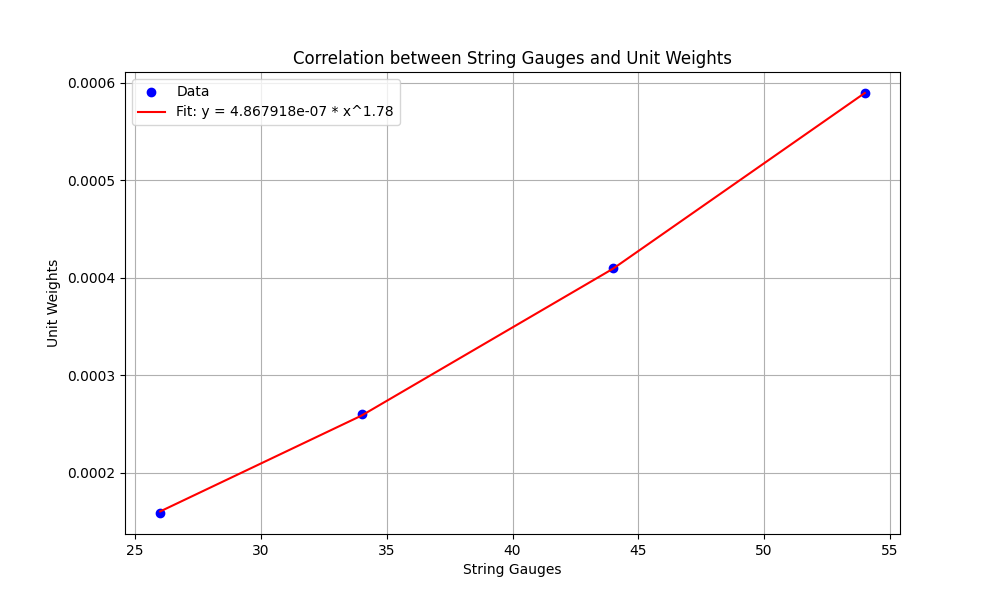 Correlation between String Gauges and Unit Weights
Data
Fit: y = 4.867918e-07 * x^1.78
0.0006
0.0005
0.0004
0.0003
0.0002
Unit Weights
25 30 35 40 45 50 55
String Gauges